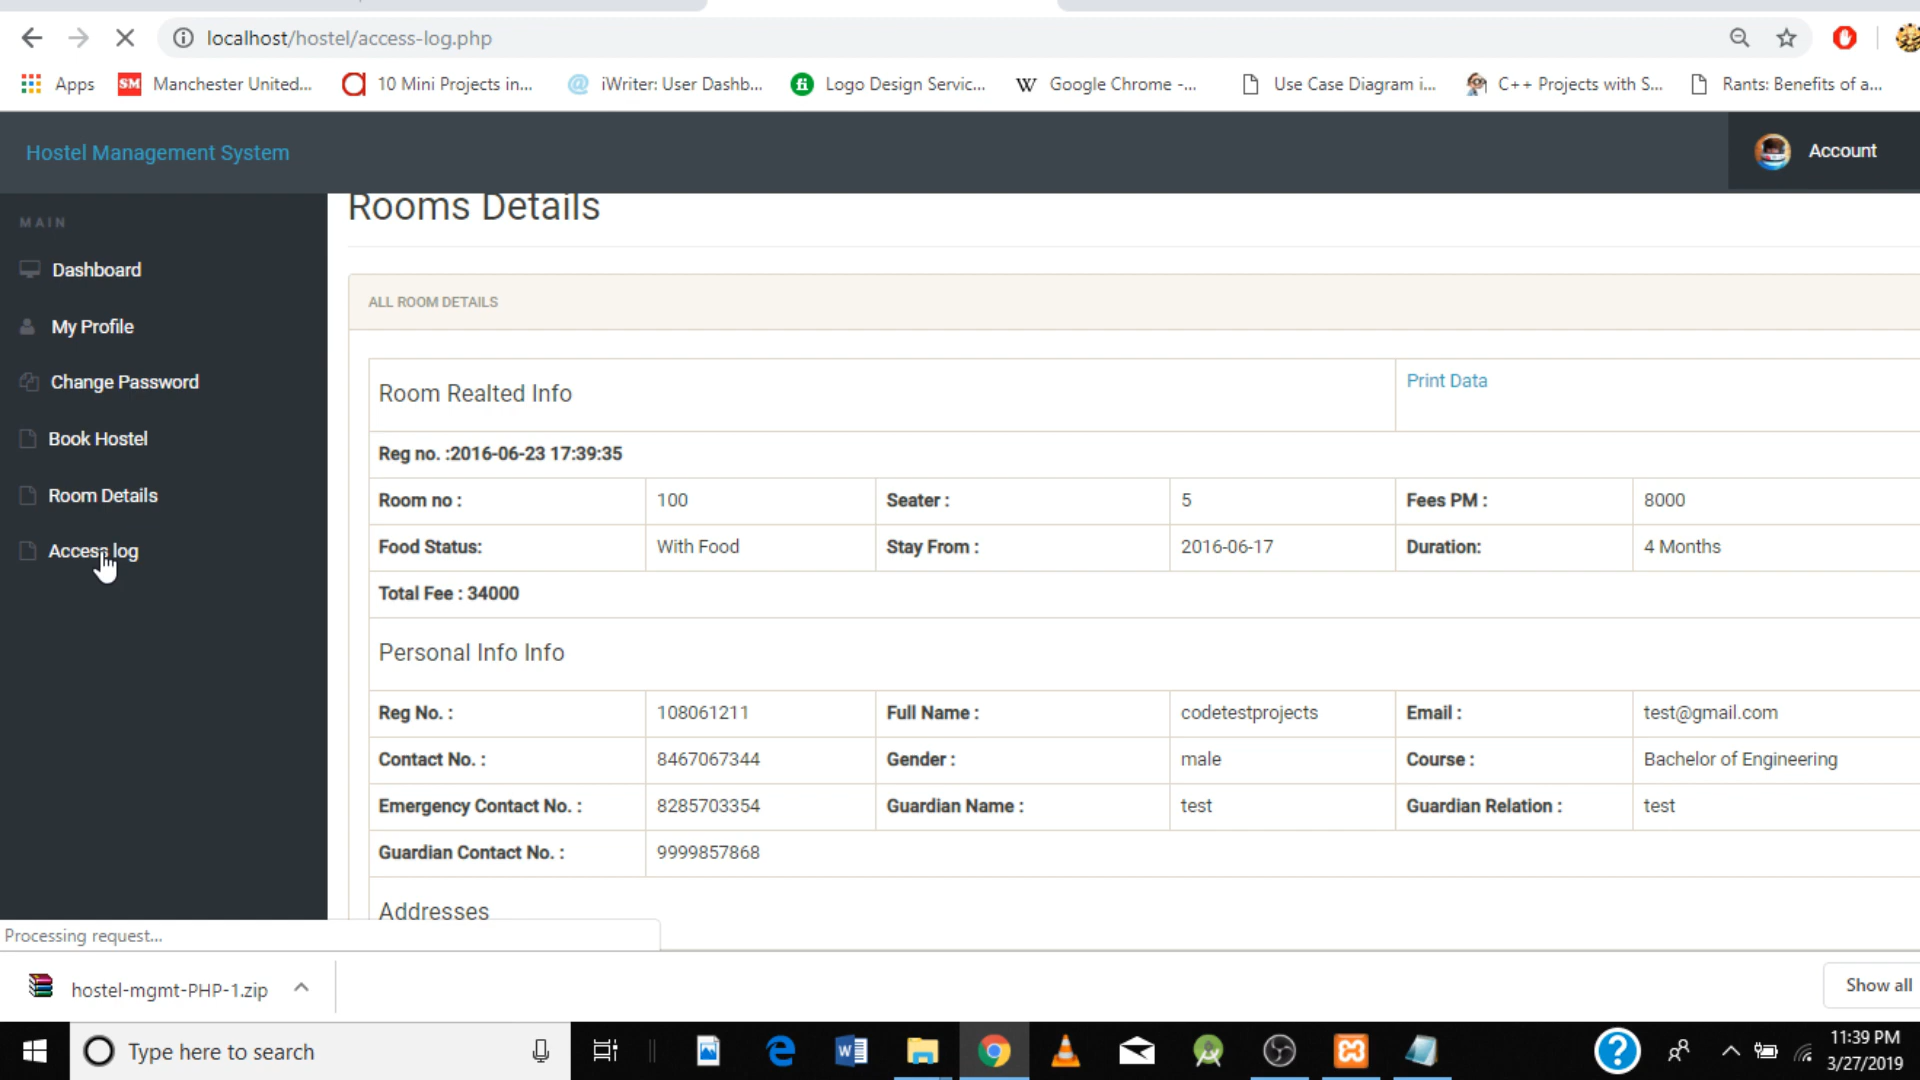 localhost/hostel/access-log.php
Apps SM Manchester United... 10 Mini Projects in... @ iWriter: User Dashb... fi Logo Design Servic... W Google Chrome -... Use Case Diagram i... C++ Projects with S... Rants: Benefits of a...
Hostel Management System
Account
MAIN
Dashboard
My Profile
Change Password
Book Hostel
Room Details
Access log
Rooms Details
ALL ROOM DETAILS
Room Realted Info Print Data
Reg no. :2016-06-23 17:39:35
Room no : 100 Seater : 5 Fees PM : 8000
Food Status: With Food Stay From : 2016-06-17 Duration: 4 Months
Total Fee : 34000
Personal Info Info
Reg No. : 108061211 Full Name : codetestprojects Email : test@gmail.com
Contact No. : 8467067344 Gender : male Course : Bachelor of Engineering
Emergency Contact No. : 8285703354 Guardian Name : test Guardian Relation : test
Guardian Contact No. : 9999857868
Addresses
Processing request...
hostel-mgmt-PHP-1.zip
Show all
Type here to search
11:39 PM
3/27/2019